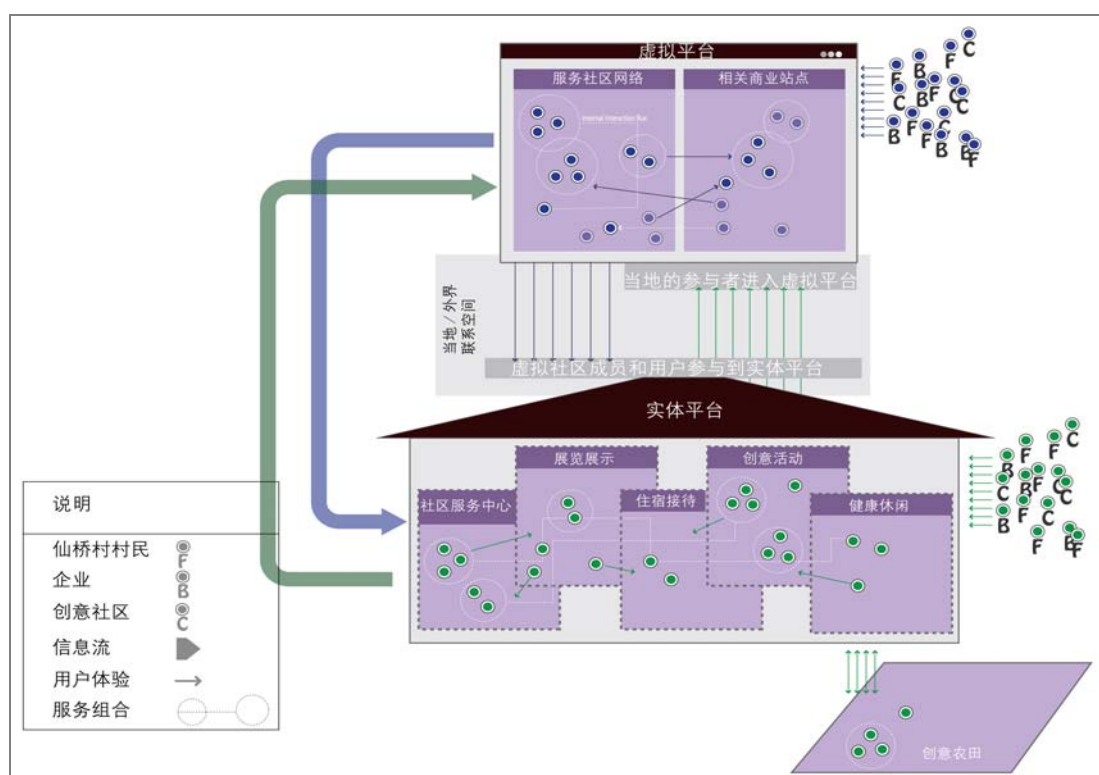 虚拟平台
服务社区网络
相关商业站点
Internal Interaction flux
当地的参与者进入虚拟平台
当地／外界
联系空间
虚拟社区成员和用户参与到实体平台
实体平台
展览展示
创意活动
社区服务中心
住宿接待
健康休闲
创意农田
说明
仙桥村村民
F
企业
B
创意社区
C
信息流
用户体验
服务组合
C
F
B
F
F
C
C
B
C
F
C
B
F
B
B
F
C
F
F
B
F
C
C
B
C
F
C
B
F
B
F